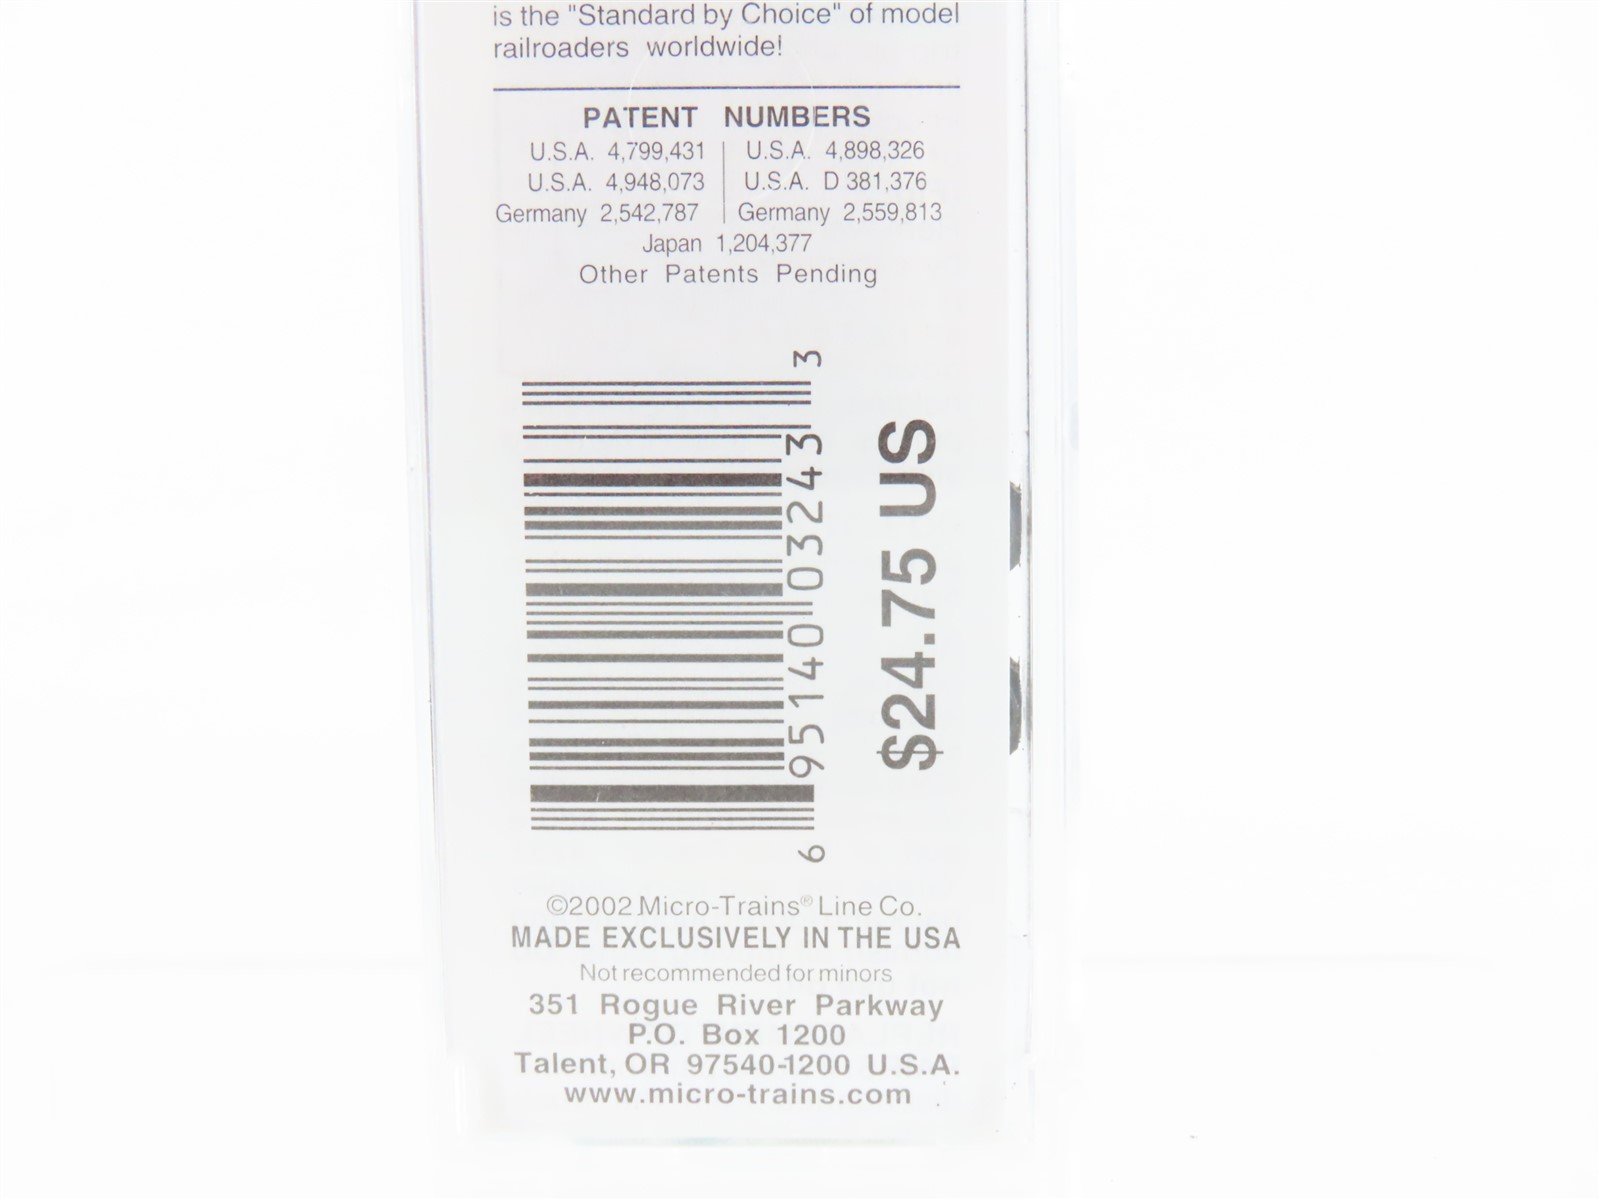 is the "Standard by Choice" of model
railroaders worldwide!
PATENT NUMBERS
U.S.A. 4,799,431 | U.S.A. 4,898,326
U.S.A. 4,948,073 | U.S.A. D 381,376
Germany 2,542,787 | Germany 2,559,813
Japan 1,204,377
Other Patents Pending
6 95140 03243 3
$24.75 US
©2002 Micro-Trains® Line Co.
MADE EXCLUSIVELY IN THE USA
Not recommended for minors
351 Rogue River Parkway
P.O. Box 1200
Talent, OR 97540-1200 U.S.A.
www.micro-trains.com